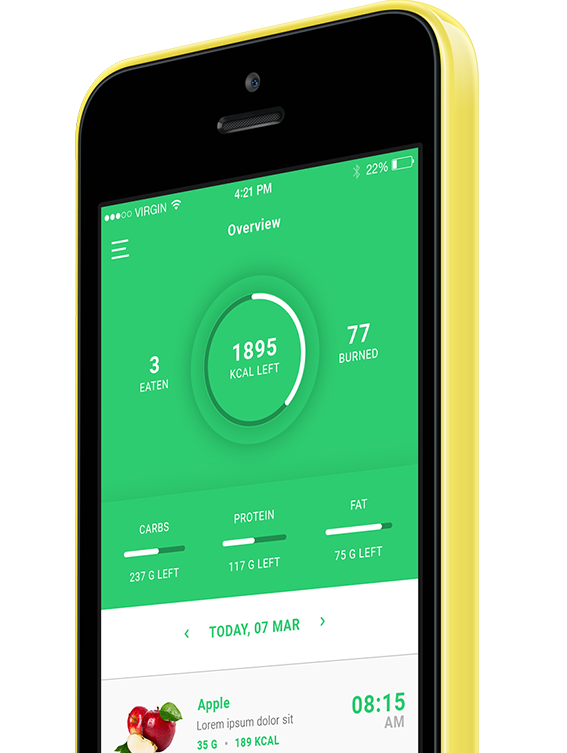 VIRGIN 4:21 PM 22%
Overview
3
EATEN
1895
KCAL LEFT
77
BURNED
CARBS PROTEIN FAT
237 G LEFT 117 G LEFT 75 G LEFT
‹ TODAY, 07 MAR ›
Apple
Lorem ipsum dolor sit
35 G • 189 KCAL
08:15
AM